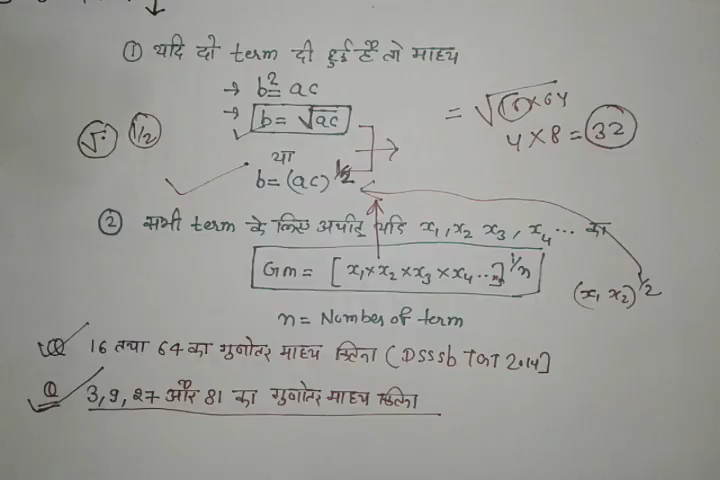 ① यदि दो term दी हुई है तो माध्य
→ b² = ac
→ b = √ac
= √16×64
4 × 8 = 32
√ 1/2
या
b = (ac)^1/2
② सभी term के लिए अर्थात् यदि x₁, x₂ x₃, x₄ ... का
Gm = [x₁ × x₂ × x₃ × x₄ ...]^1/n
(x₁ x₂)^1/2
n = Number of term
Q 16 तथा 64 का गुणोतर माध्य कितना (DSSSb TGT 2014]
Q 3, 9, 27 और 81 का गुणोतर माध्य कितना